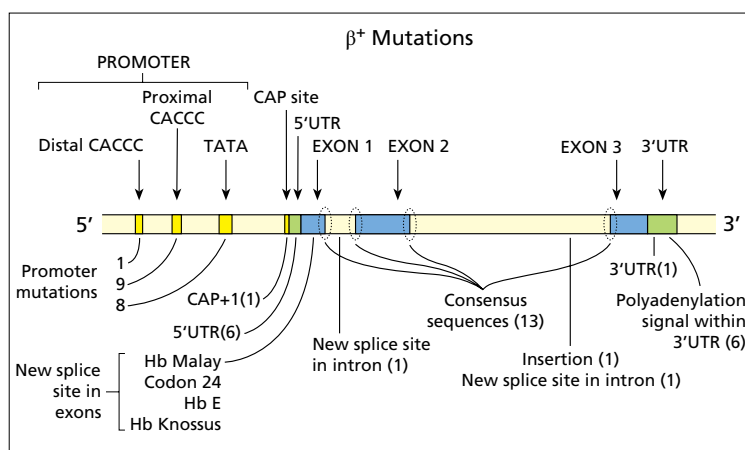 β+ Mutations
PROMOTER
Proximal
CACCC
CAP site
5‘UTR
Distal CACCC
TATA
EXON 1
EXON 2
EXON 3
3‘UTR
5‘
3‘
Promoter
mutations
1
9
8
CAP+1(1)
5‘UTR(6)
New splice
site in
exons
Hb Malay
Codon 24
Hb E
Hb Knossus
New splice site
in intron (1)
Consensus
sequences (13)
Insertion (1)
New splice site in intron (1)
3‘UTR(1)
Polyadenylation
signal within
3‘UTR (6)